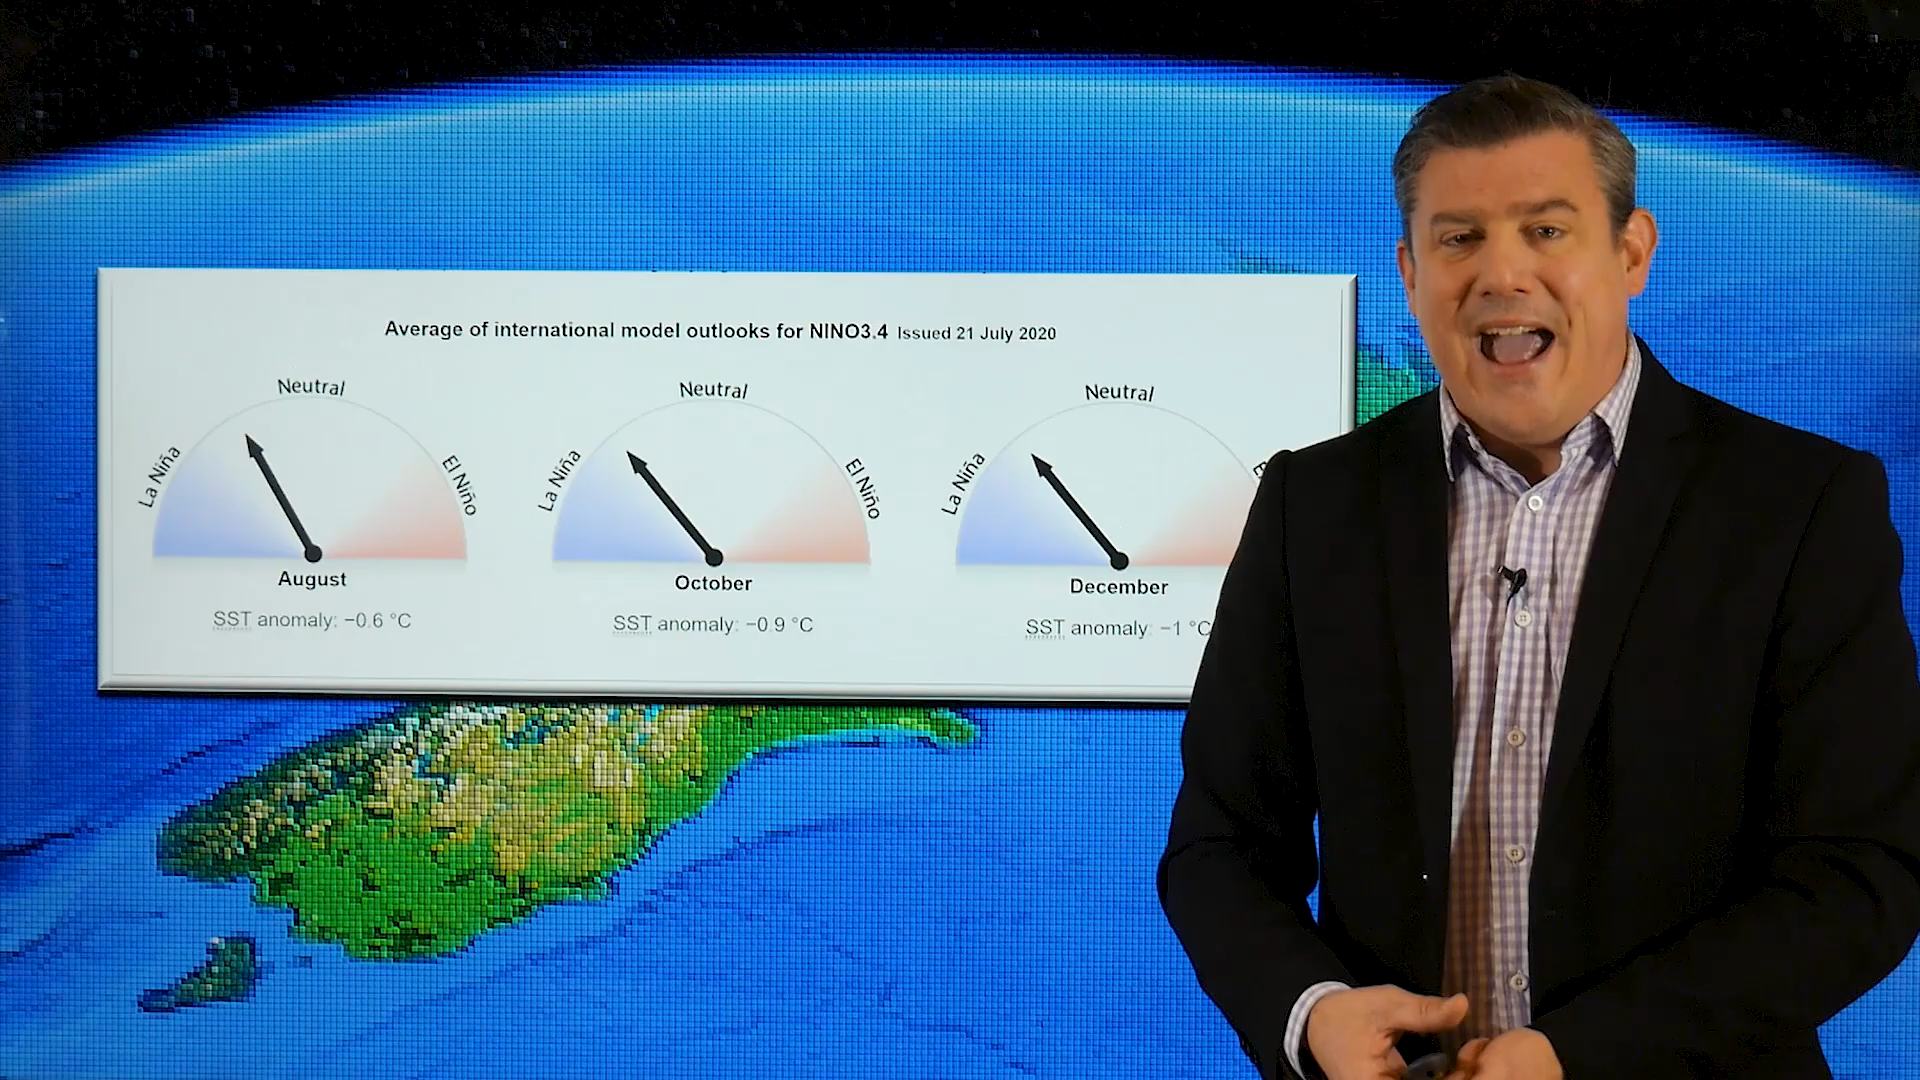 Average of international model outlooks for NINO3.4 Issued 21 July 2020
Neutral
La Niña
El Niño
August
SST anomaly: −0.6 °C
Neutral
La Niña
El Niño
October
SST anomaly: −0.9 °C
Neutral
La Niña
December
SST anomaly: −1 °C